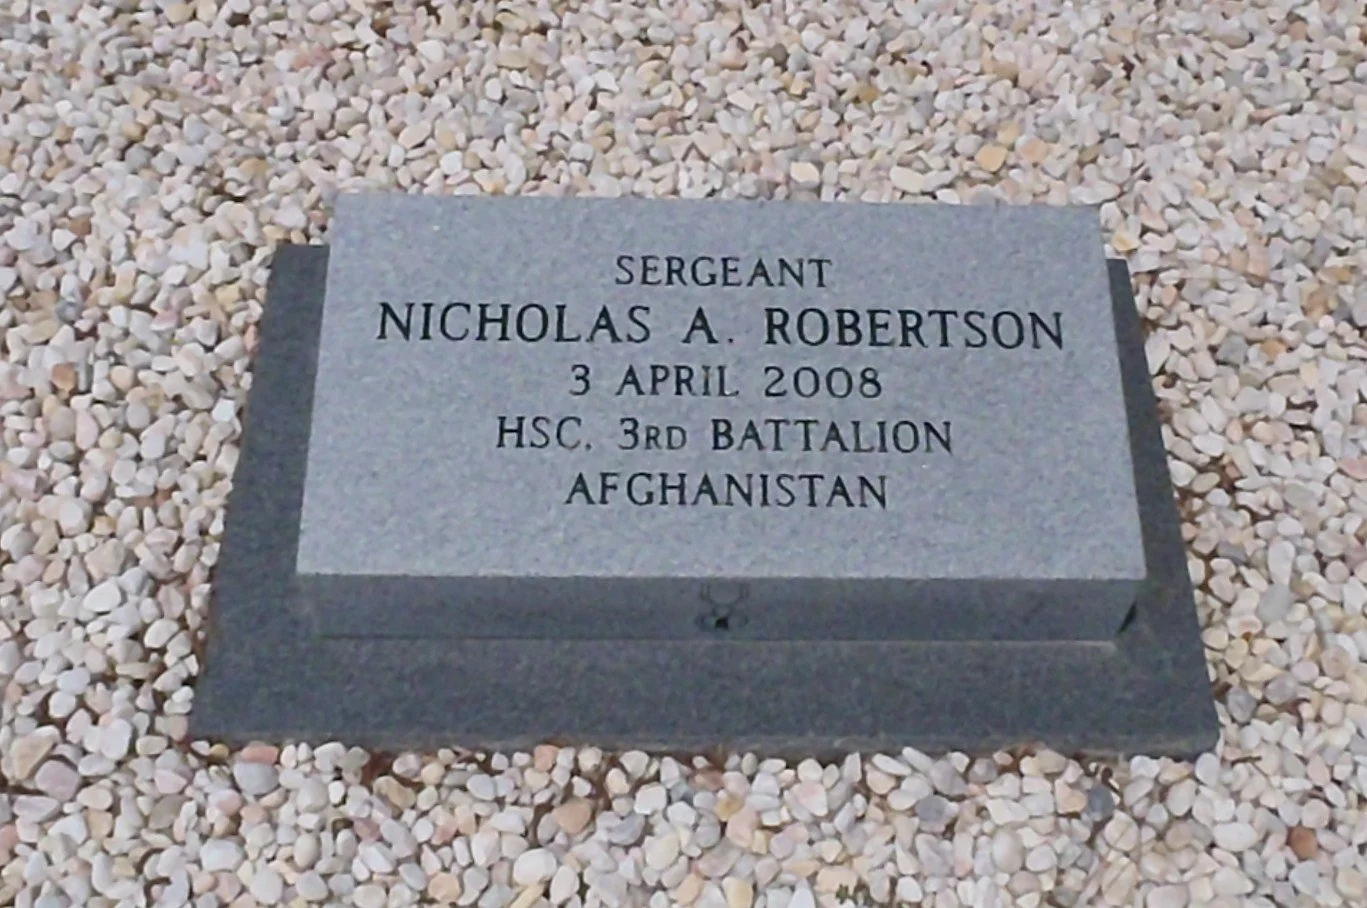 SERGEANT
NICHOLAS A. ROBERTSON
3 APRIL 2008
HSC, 3RD BATTALION
AFGHANISTAN